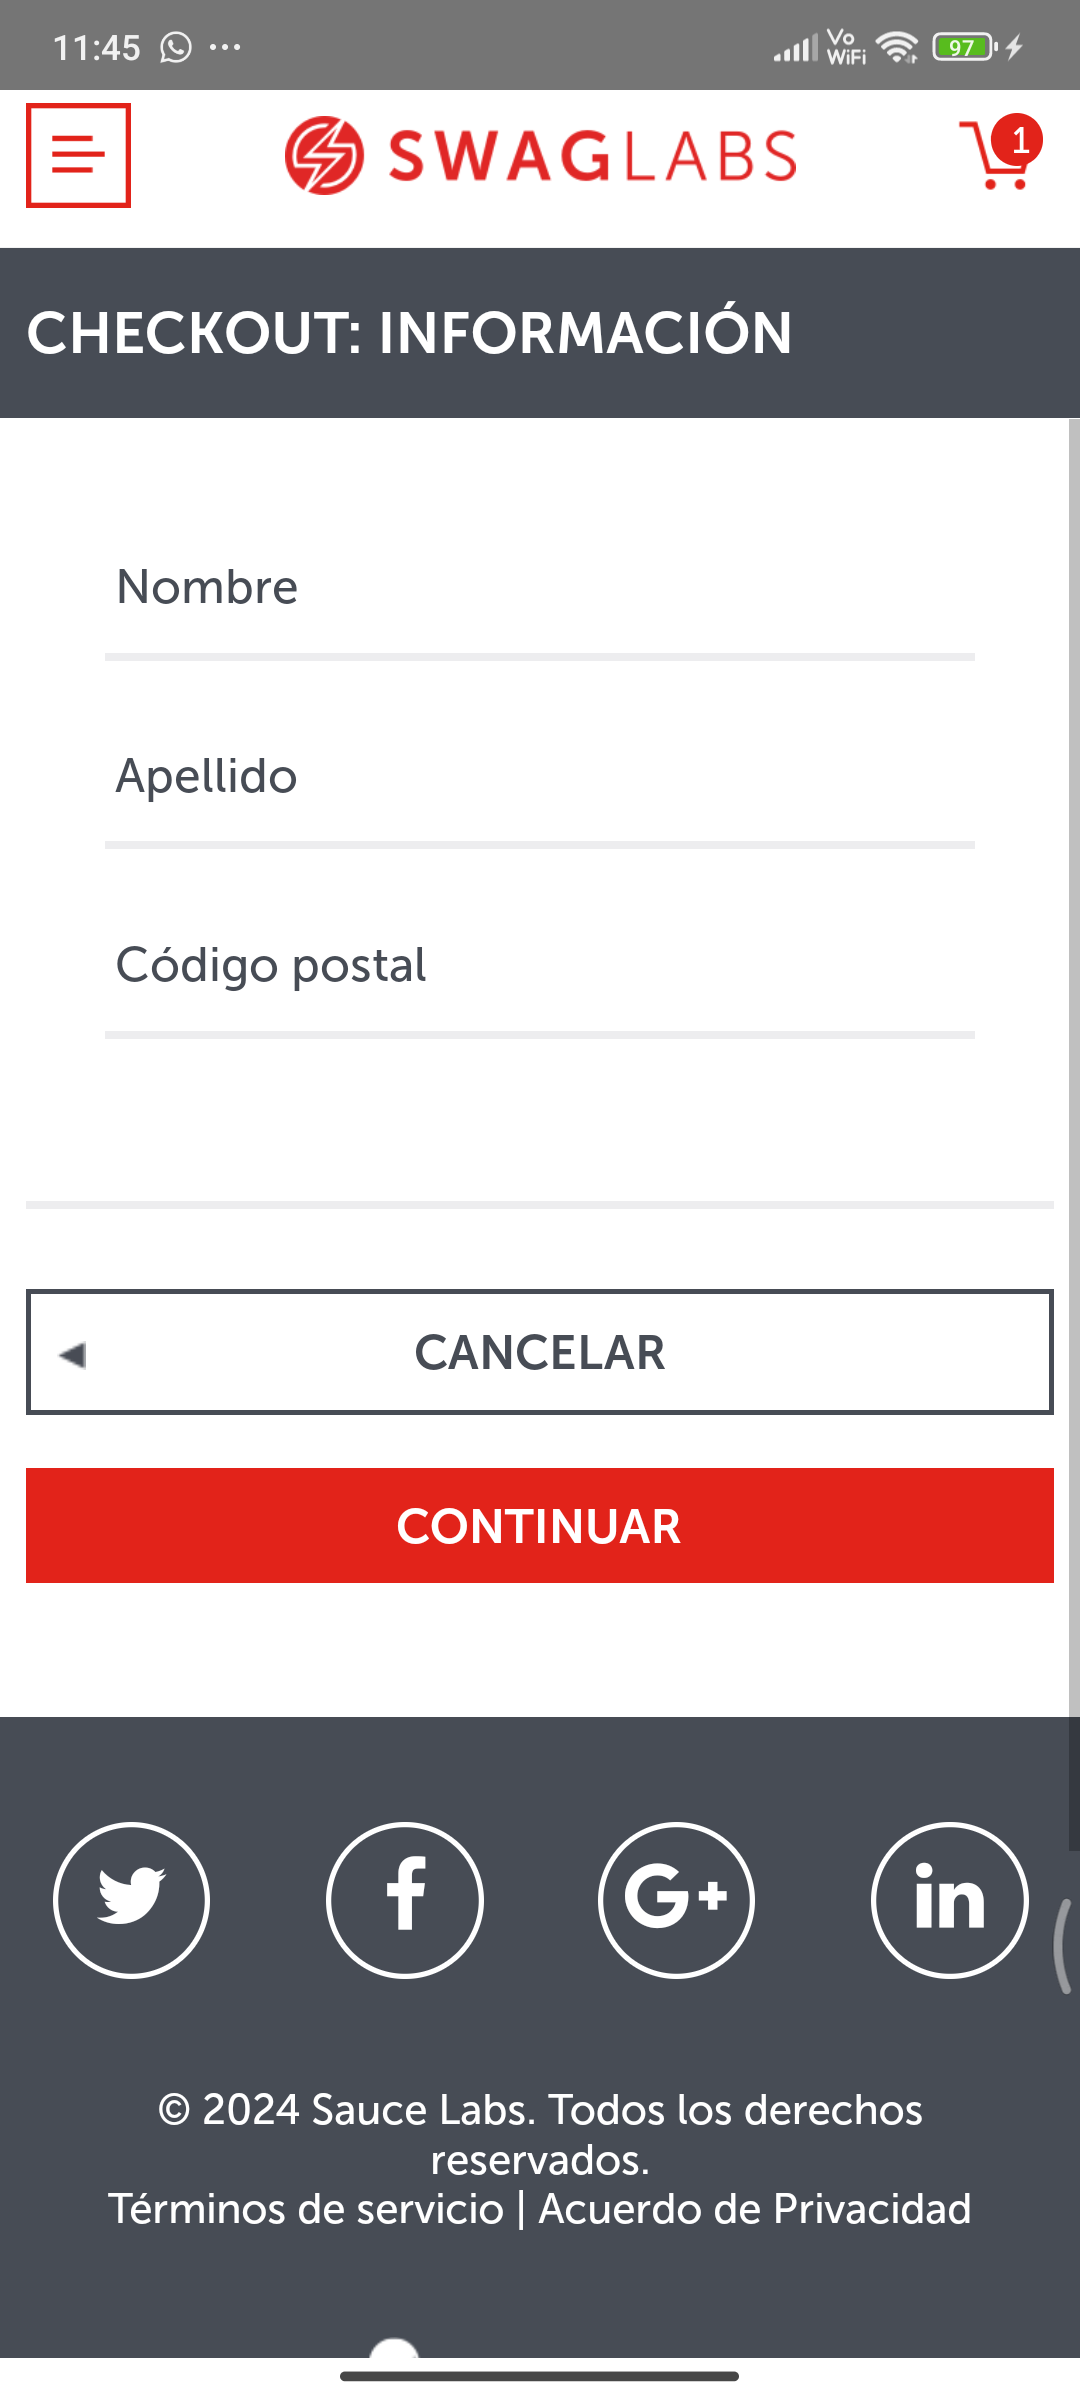 11:45
Vo
WiFi
97
SWAGLABS
1
CHECKOUT: INFORMACIÓN
Nombre
Apellido
Código postal
CANCELAR
CONTINUAR
© 2024 Sauce Labs. Todos los derechos
reservados.
Términos de servicio | Acuerdo de Privacidad